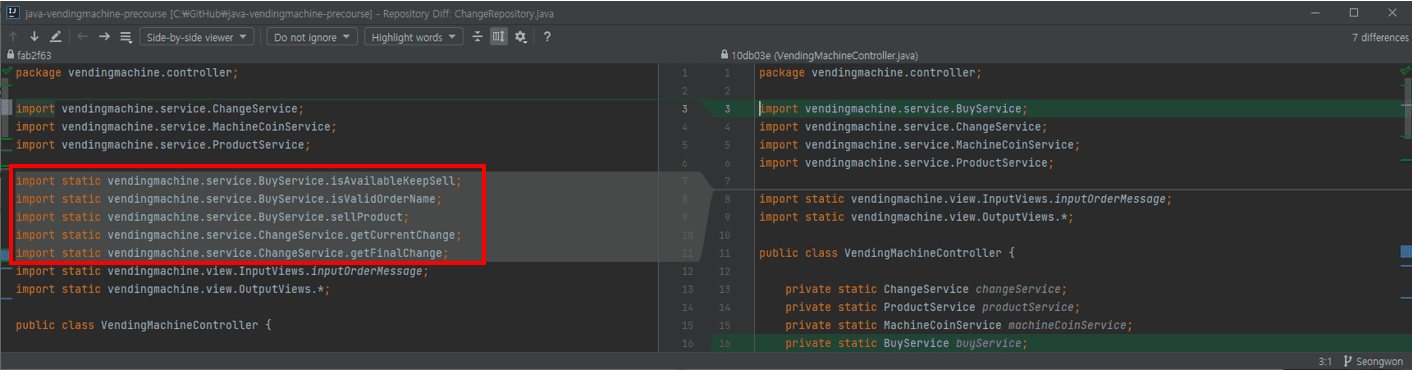 java-vendingmachine-precourse [C:₩GitHub₩java-vendingmachine-precourse] - Repository Diff: ChangeRepository.java
Side-by-side viewer Do not ignore Highlight words ? 7 differences
fab2f63
package vendingmachine.controller; 1
2
import vendingmachine.service.ChangeService; 3
import vendingmachine.service.MachineCoinService; 4
import vendingmachine.service.ProductService; 5
6
import static vendingmachine.service.BuyService.isAvailableKeepSell; 7
import static vendingmachine.service.BuyService.isValidOrderName; 8
import static vendingmachine.service.BuyService.sellProduct; 9
import static vendingmachine.service.ChangeService.getCurrentChange; 10
import static vendingmachine.service.ChangeService.getFinalChange; 11
import static vendingmachine.view.InputViews.inputOrderMessage; 12
import static vendingmachine.view.OutputViews.*; 13
14
public class VendingMachineController { 15
16
10db03e (VendingMachineController.java)
1 package vendingmachine.controller;
2
3 import vendingmachine.service.BuyService;
4 import vendingmachine.service.ChangeService;
5 import vendingmachine.service.MachineCoinService;
6 import vendingmachine.service.ProductService;
7
8 import static vendingmachine.view.InputViews.inputOrderMessage;
9 import static vendingmachine.view.OutputViews.*;
10
11 public class VendingMachineController {
12
13 private static ChangeService changeService;
14 private static ProductService productService;
15 private static MachineCoinService machineCoinService;
16 private static BuyService buyService;
3:1 Seongwon